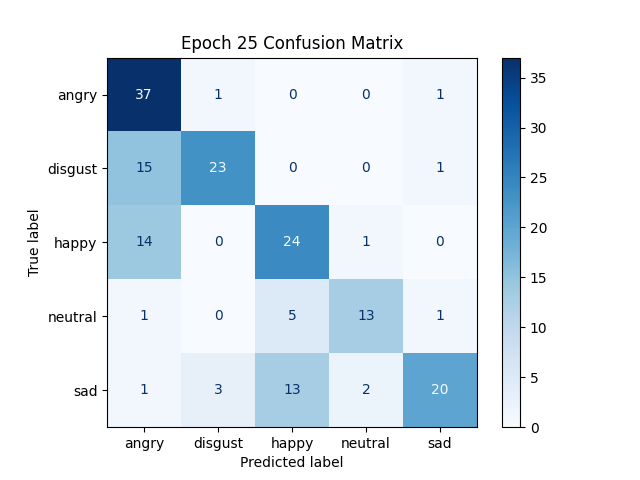 Epoch 25 Confusion Matrix
True label
angry 37 1 0 0 1
disgust 15 23 0 0 1
happy 14 0 24 1 0
neutral 1 0 5 13 1
sad 1 3 13 2 20
angry disgust happy neutral sad
Predicted label
35
30
25
20
15
10
5
0